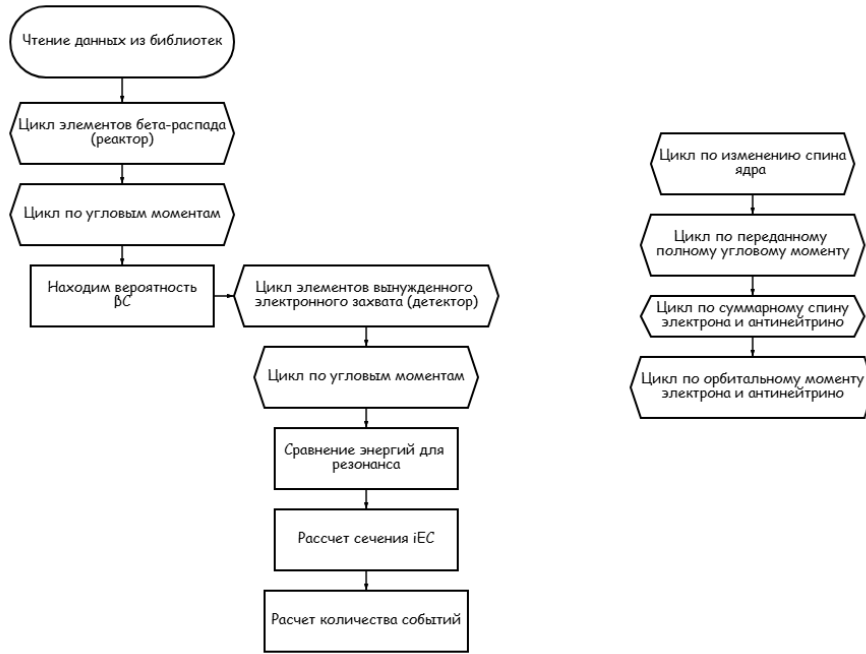 Чтение данных из библиотек
Цикл элементов бета-распада
(реактор)
Цикл по угловым моментам
Находим вероятность
βC
Цикл элементов вынужденного
электронного захвата (детектор)
Цикл по угловым моментам
Сравнение энергий для
резонанса
Рассчет сечения iEC
Расчет количества событий
Цикл по изменению спина
ядра
Цикл по переданному
полному угловому моменту
Цикл по суммарному спину
электрона и антинейтрино
Цикл по орбитальному моменту
электрона и антинейтрино